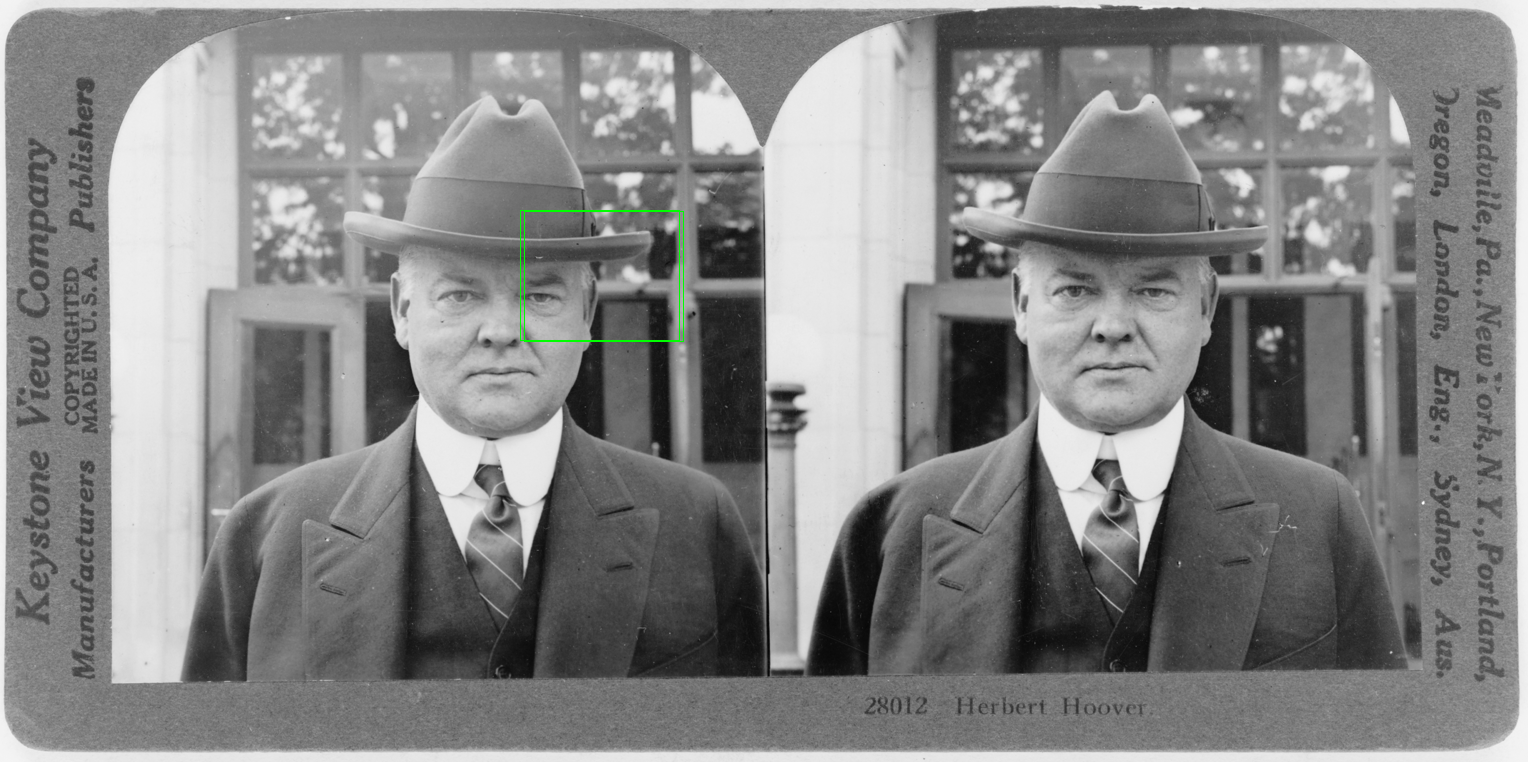 Keystone View Company
COPYRIGHTED
MADE IN U.S.A.
Manufacturers Publishers
Meadville, Pa., New York, N.Y., Portland,
Oregon, London, Eng., Sydney, Aus.
28012 Herbert Hoover.